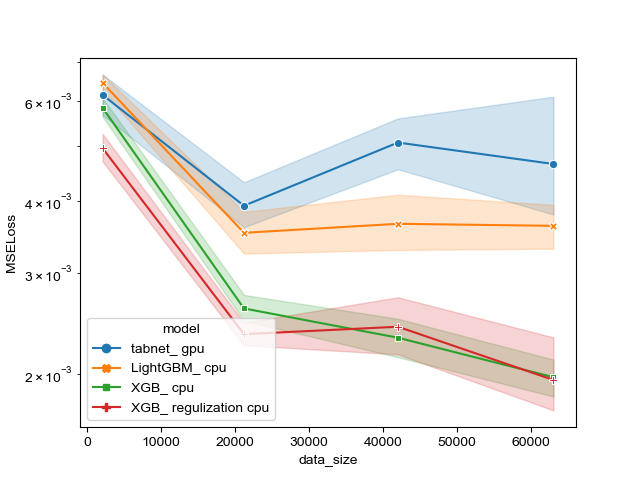 6 × 10⁻³
4 × 10⁻³
3 × 10⁻³
2 × 10⁻³
MSELoss
model
tabnet_ gpu
LightGBM_ cpu
XGB_ cpu
XGB_ regulization cpu
0 10000 20000 30000 40000 50000 60000
data_size